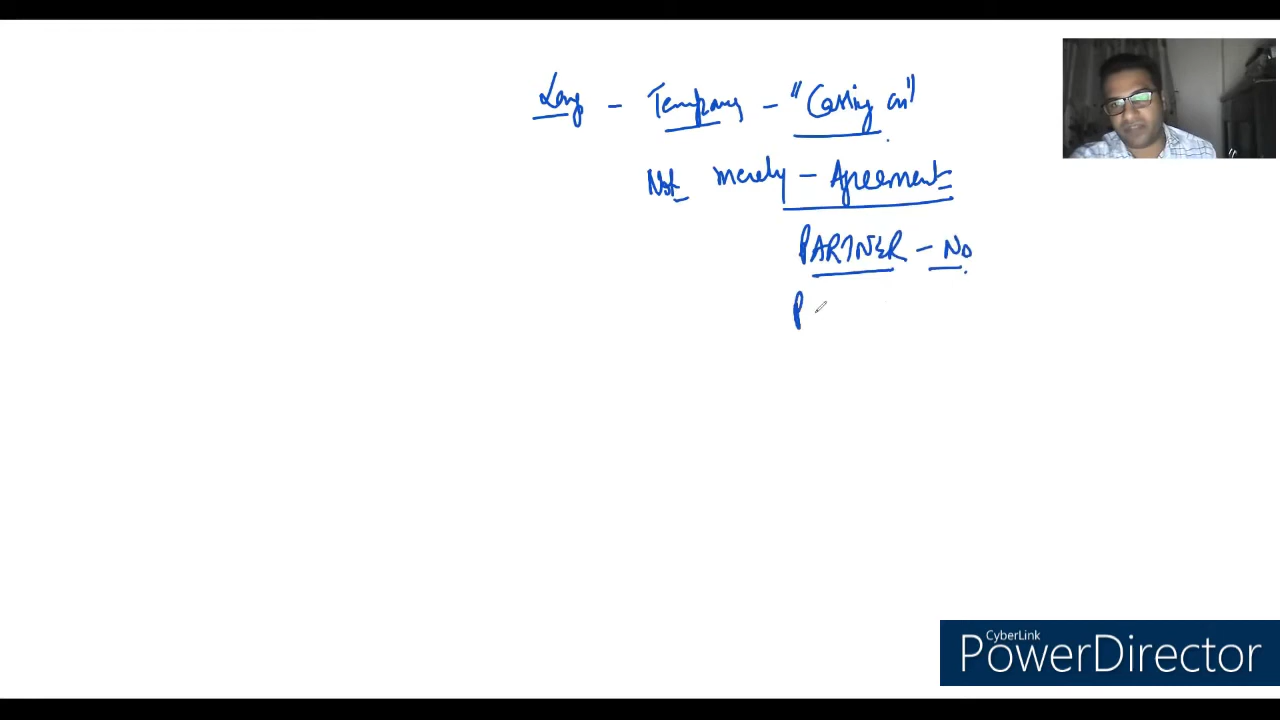 Long - Temporary - "Carrying on"
Not merely - Agreement
PARTNER - No
P
CyberLink
PowerDirector